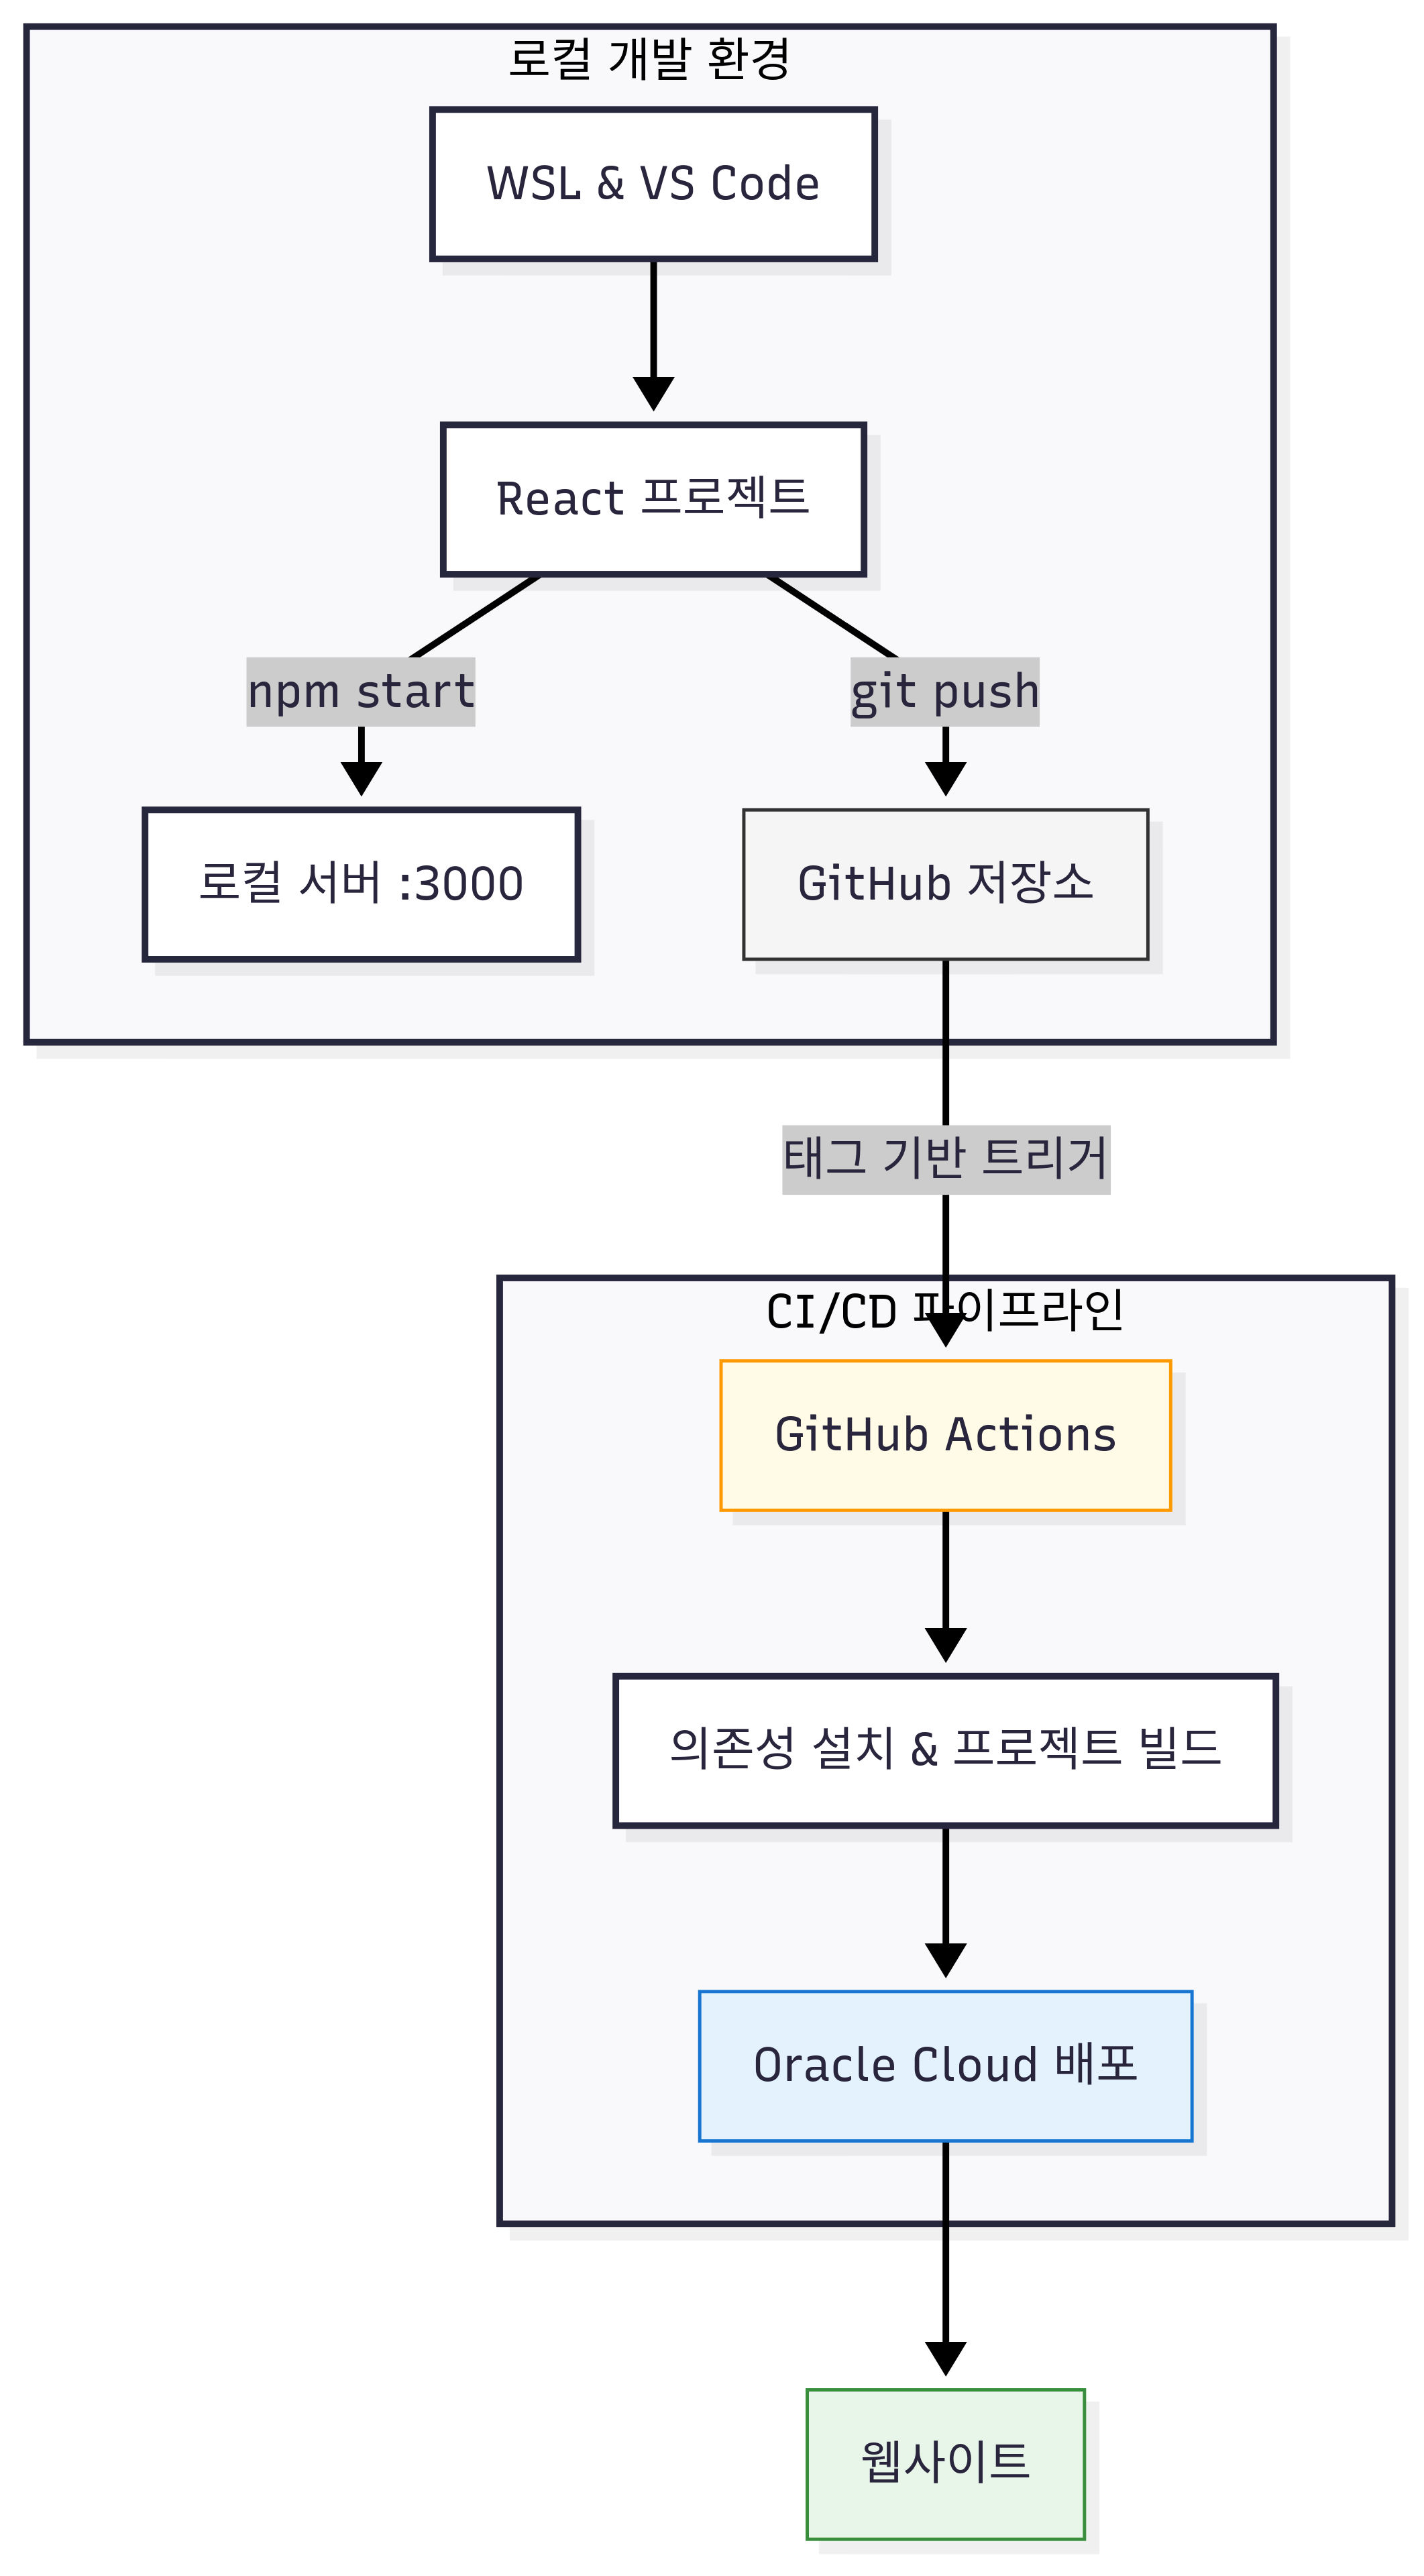 로컬 개발 환경
WSL & VS Code
React 프로젝트
npm start
git push
로컬 서버 :3000
GitHub 저장소
태그 기반 트리거
CI/CD 파이프라인
GitHub Actions
의존성 설치 & 프로젝트 빌드
Oracle Cloud 배포
웹사이트